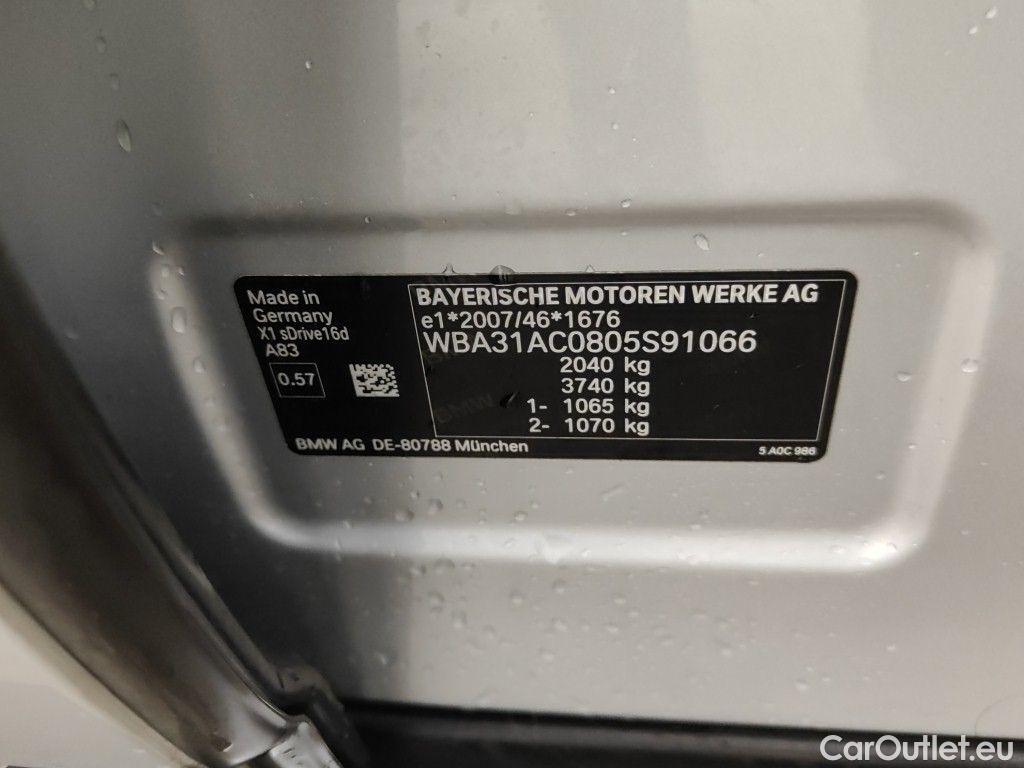 Made in
Germany
X1 sDrive16d
A83
0.57
BAYERISCHE MOTOREN WERKE AG
e1*2007/46*1676
WBA31AC0805S91066
2040 kg
3740 kg
1- 1065 kg
2- 1070 kg
BMW AG DE-80788 München
5 A0C 986
CarOutlet.eu